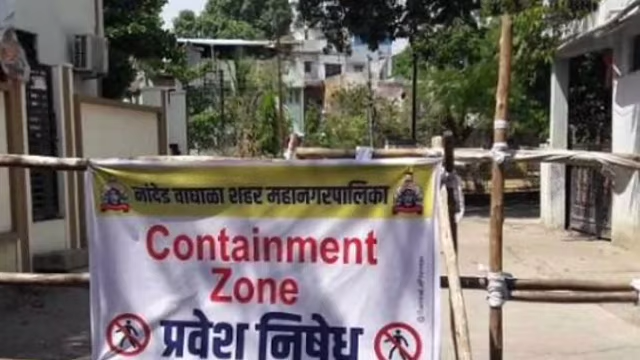 नांदेड वाघाळा शहर महानगरपालिका
Containment
Zone
प्रवेश निषेध